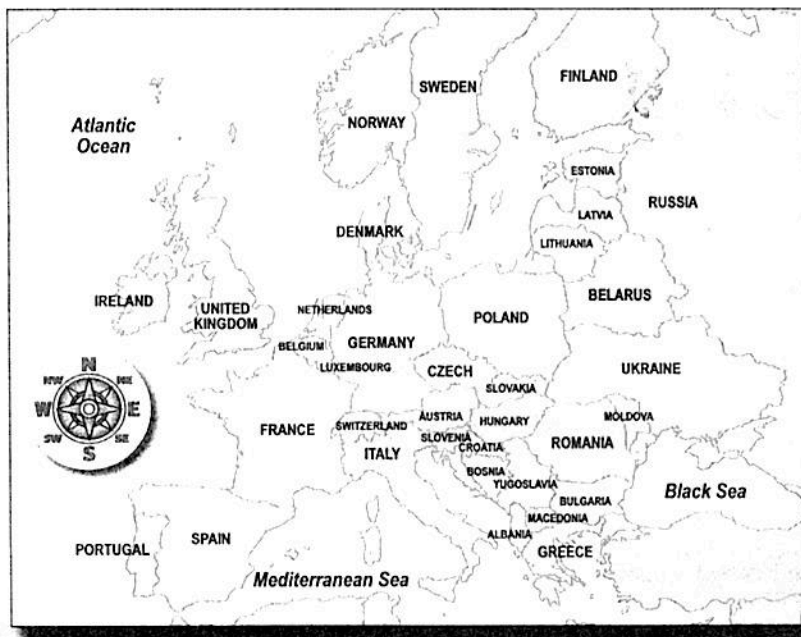 SWEDEN
FINLAND
NORWAY
Atlantic
Ocean
ESTONIA
RUSSIA
LATVIA
DENMARK
LITHUANIA
IRELAND
UNITED
KINGDOM
NETHERLANDS
BELARUS
POLAND
BELGIUM
GERMANY
LUXEMBOURG
CZECH
UKRAINE
SLOVAKIA
N
NW
NE
W
E
SW
SE
S
AUSTRIA
HUNGARY
MOLDOVA
FRANCE
SWITZERLAND
SLOVENIA
CROATIA
ROMANIA
ITALY
BOSNIA
YUGOSLAVIA
Black Sea
BULGARIA
MACEDONIA
PORTUGAL
SPAIN
ALBANIA
GREECE
Mediterranean Sea